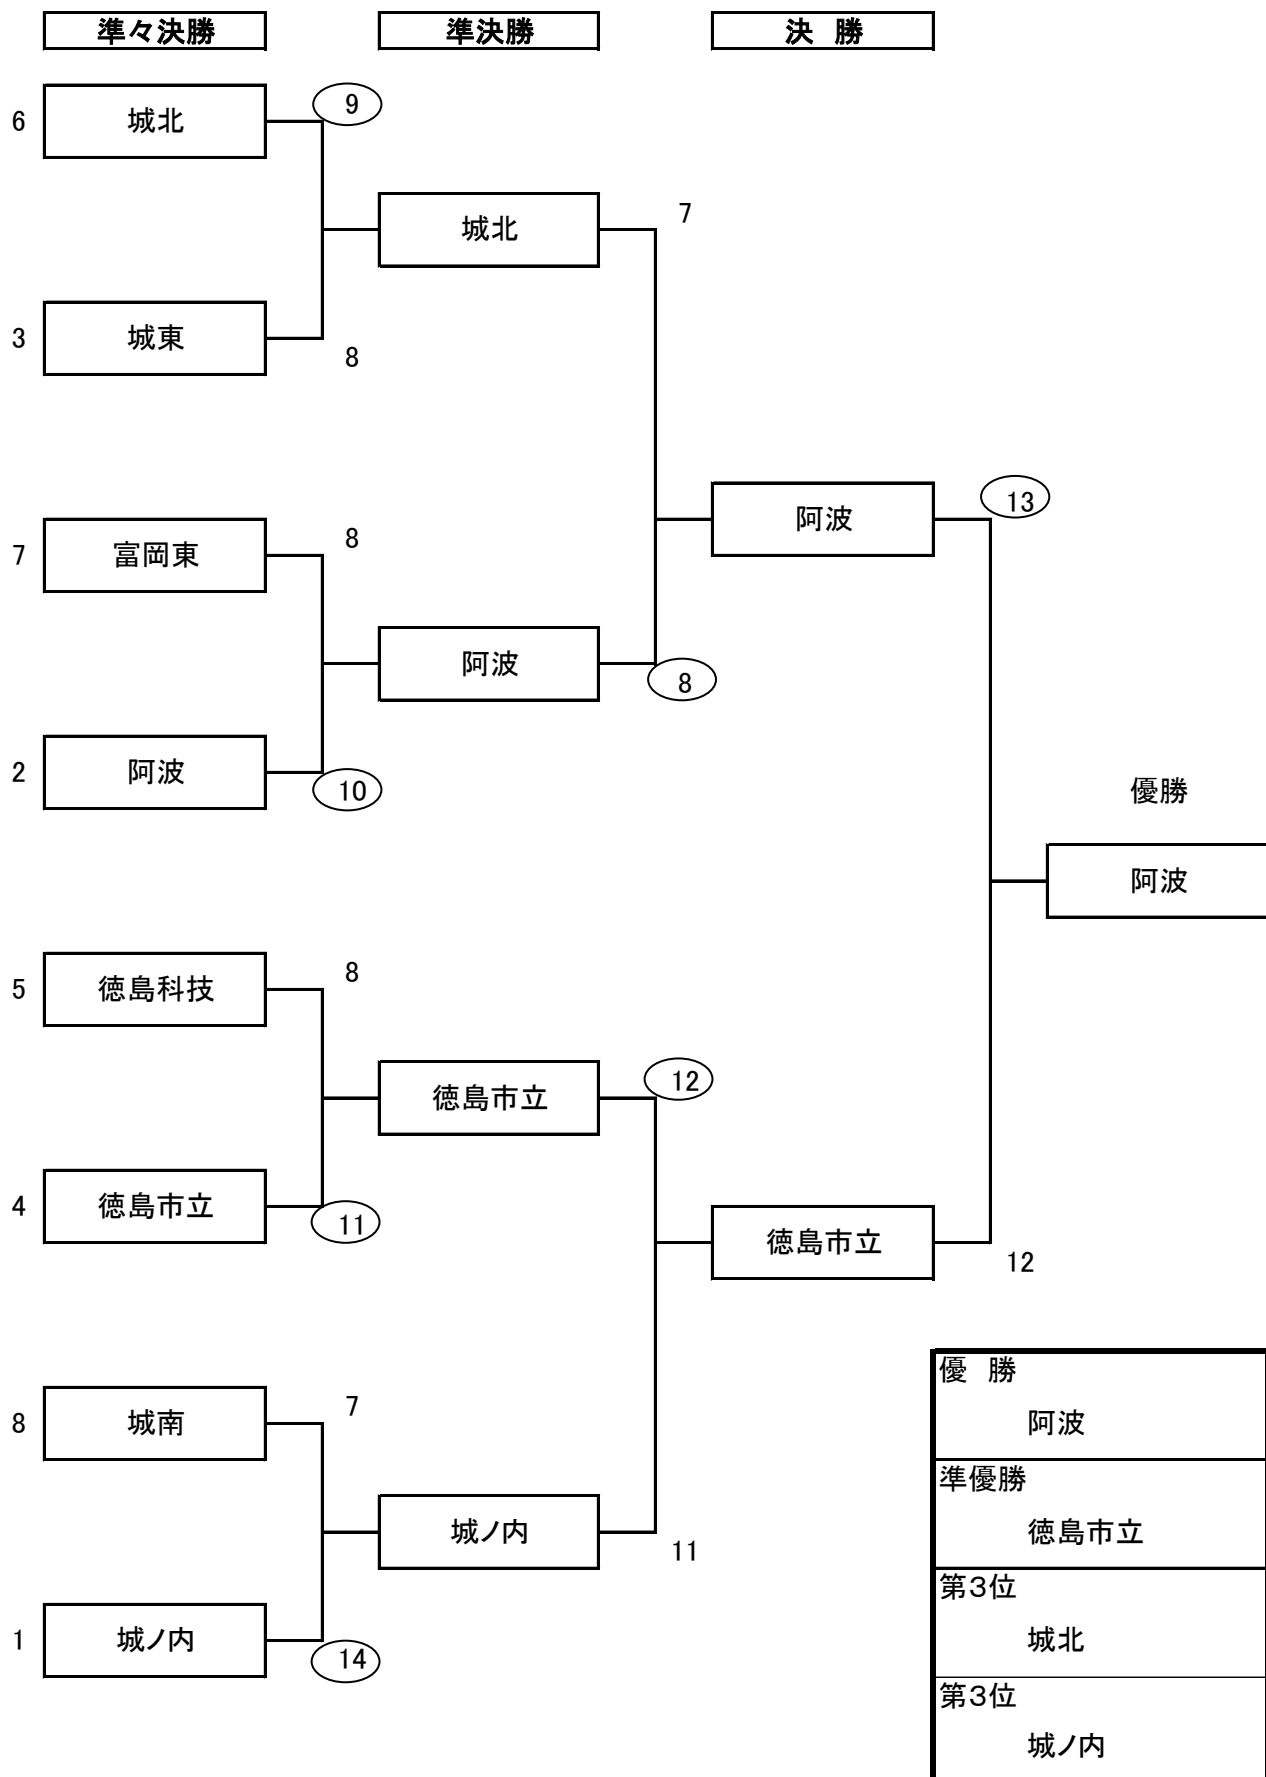 準々決勝 準決勝 決 勝
6 城北 9
城北 7
3 城東 8
阿波 13
7 富岡東 8
阿波 8
2 阿波 10
優勝
阿波
5 徳島科技 8
徳島市立 12
4 徳島市立 11
徳島市立 12
8 城南 7
城ノ内 11
1 城ノ内 14
優 勝
阿波
準優勝
徳島市立
第3位
城北
第3位
城ノ内